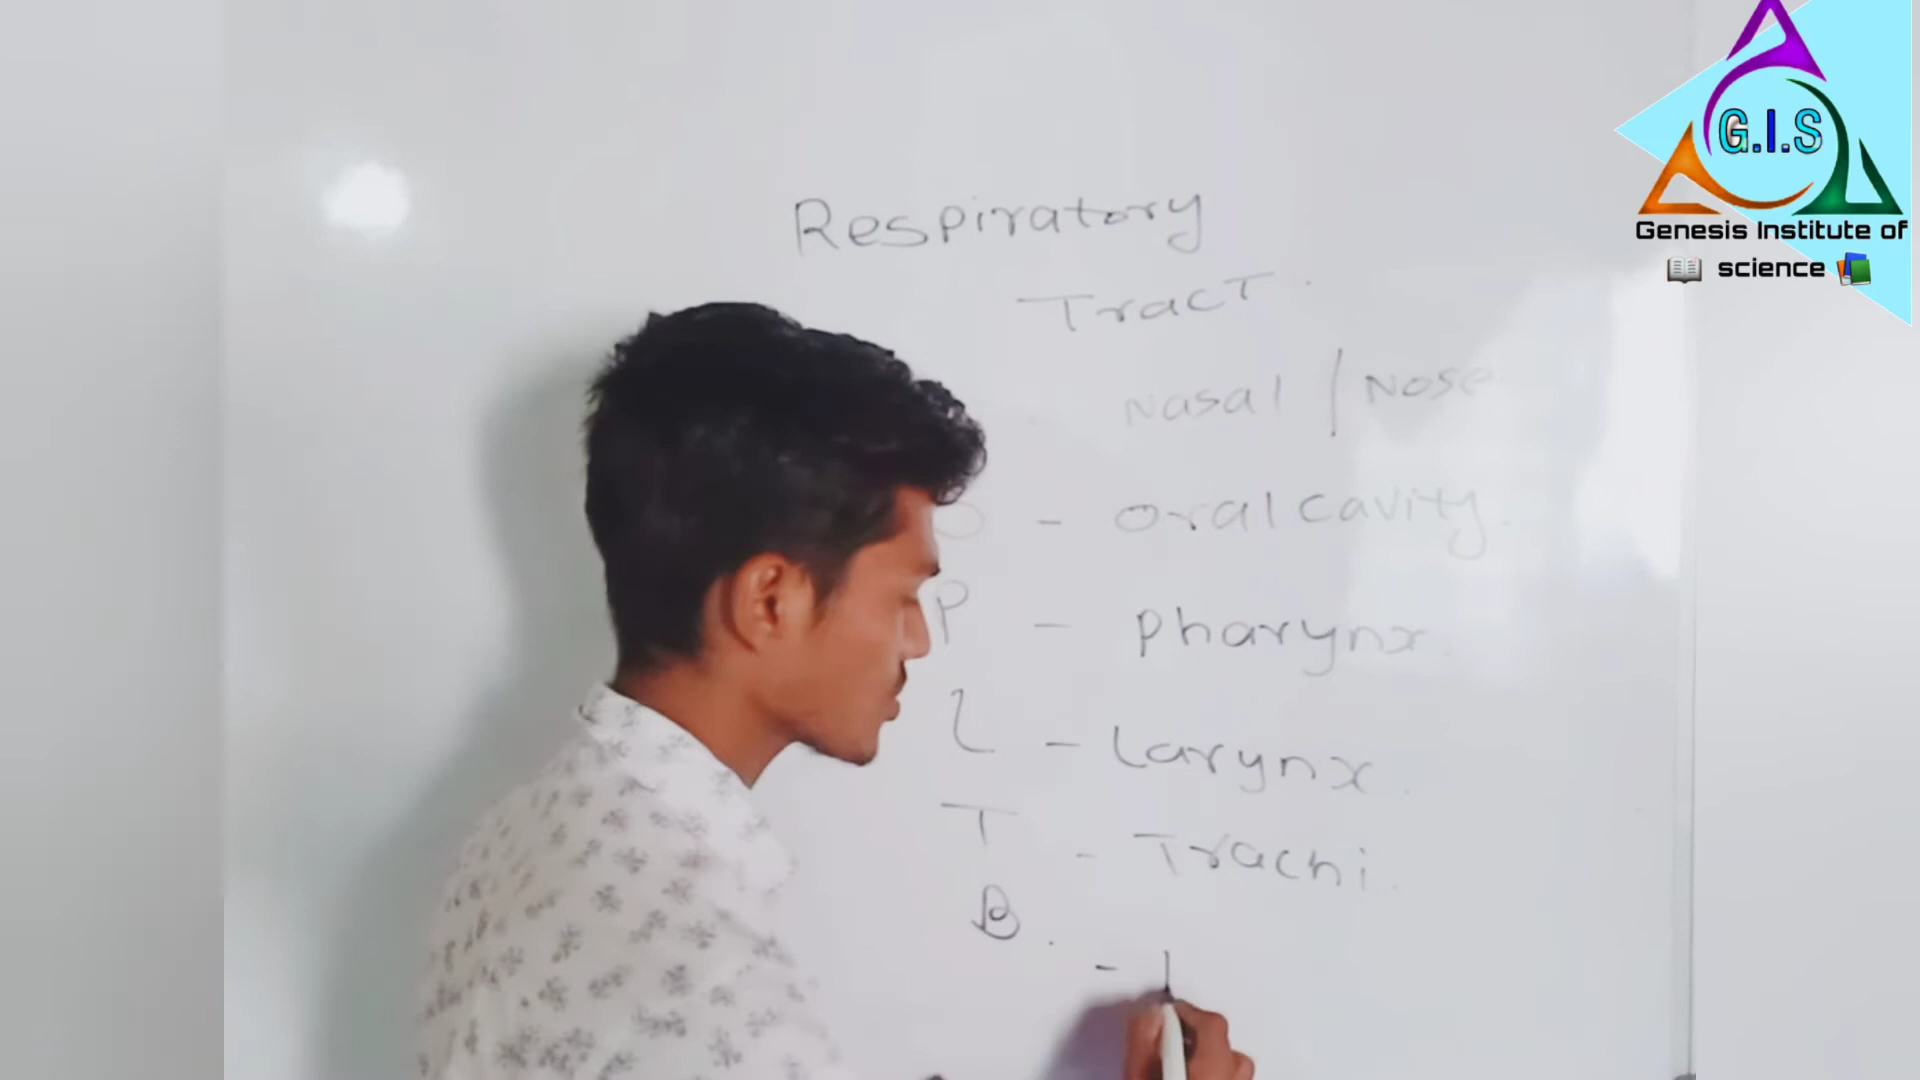 G.I.S
Genesis Institute of
science
Respiratory
Tract.
Nasal / Nose
O - oral cavity.
P - Pharynx.
L - Larynx.
T - Trachi.
B. -